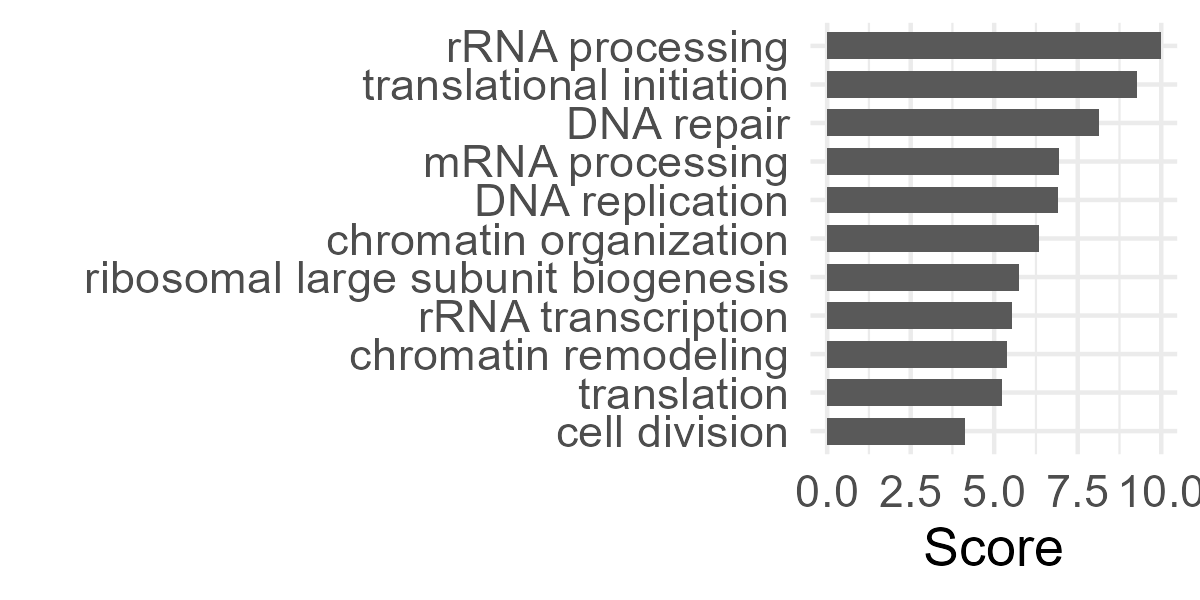 rRNA processing
translational initiation
DNA repair
mRNA processing
DNA replication
chromatin organization
ribosomal large subunit biogenesis
rRNA transcription
chromatin remodeling
translation
cell division
0.0 2.5 5.0 7.5 10.0
Score